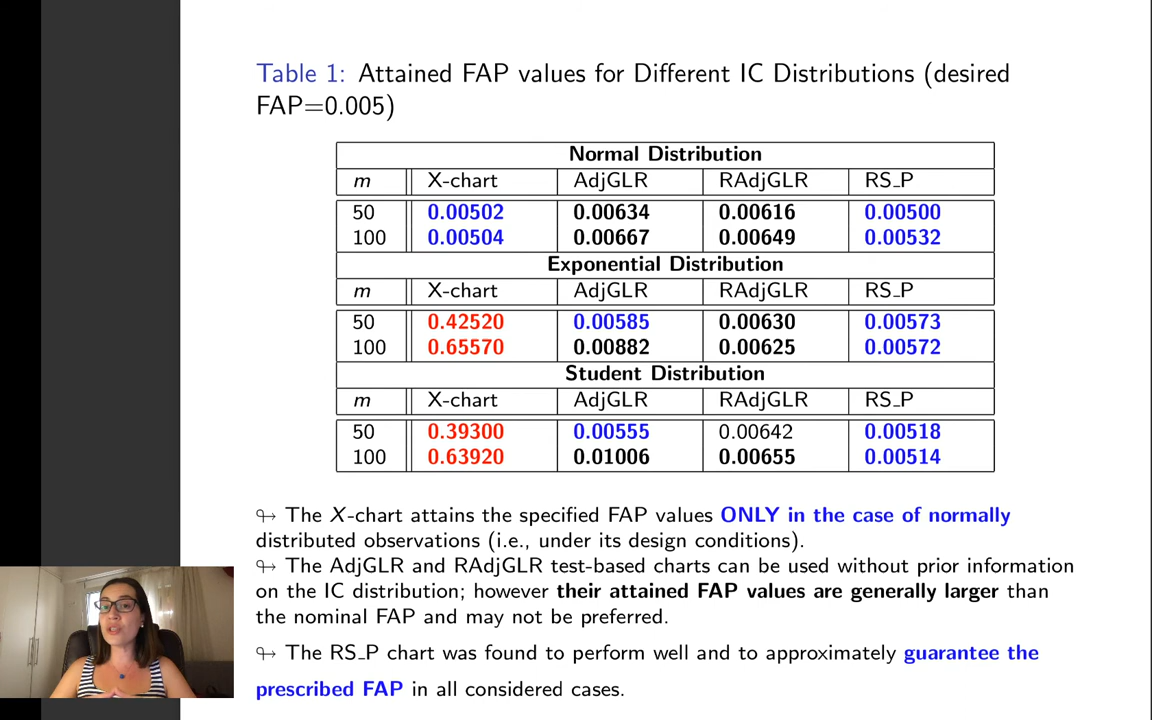 Table 1: Attained FAP values for Different IC Distributions (desired
FAP=0.005)
Normal Distribution
m X-chart AdjGLR RAdjGLR RS_P
50 0.00502 0.00634 0.00616 0.00500
100 0.00504 0.00667 0.00649 0.00532
Exponential Distribution
m X-chart AdjGLR RAdjGLR RS_P
50 0.42520 0.00585 0.00630 0.00573
100 0.65570 0.00882 0.00625 0.00572
Student Distribution
m X-chart AdjGLR RAdjGLR RS_P
50 0.39300 0.00555 0.00642 0.00518
100 0.63920 0.01006 0.00655 0.00514
↬ The X-chart attains the specified FAP values ONLY in the case of normally
distributed observations (i.e., under its design conditions).
↬ The AdjGLR and RAdjGLR test-based charts can be used without prior information
on the IC distribution; however their attained FAP values are generally larger than
the nominal FAP and may not be preferred.
↬ The RS_P chart was found to perform well and to approximately guarantee the
prescribed FAP in all considered cases.